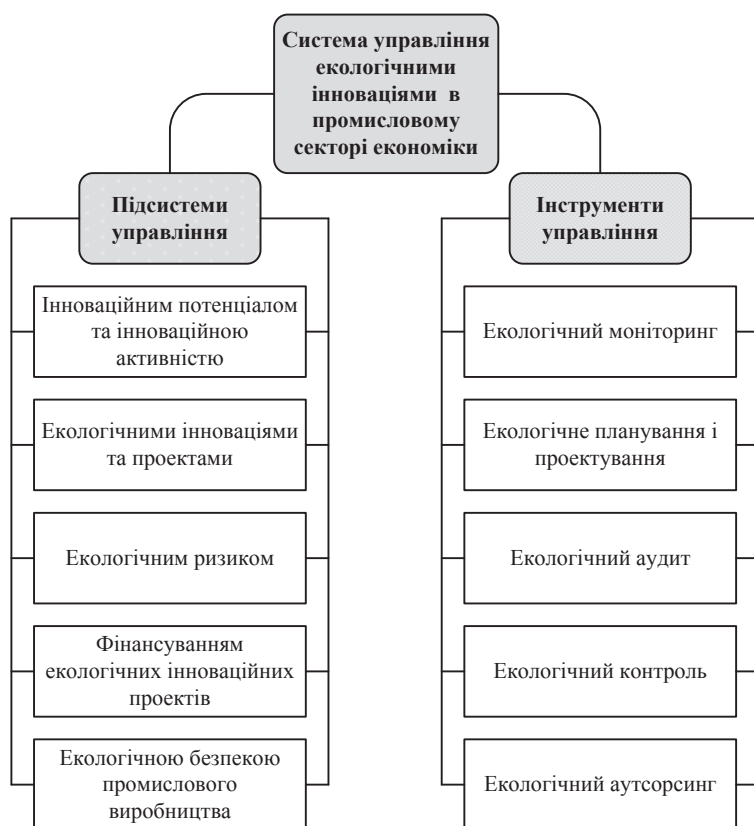 Система управління
екологічними
інноваціями в
промисловому
секторі економіки
Підсистеми
управління
Інноваційним потенціалом
та інноваційною
активністю
Екологічними інноваціями
та проектами
Екологічним ризиком
Фінансуванням
екологічних інноваційних
проектів
Екологічною безпекою
промислового
виробництва
Інструменти
управління
Екологічний моніторинг
Екологічне планування і
проектування
Екологічний аудит
Екологічний контроль
Екологічний аутсорсинг